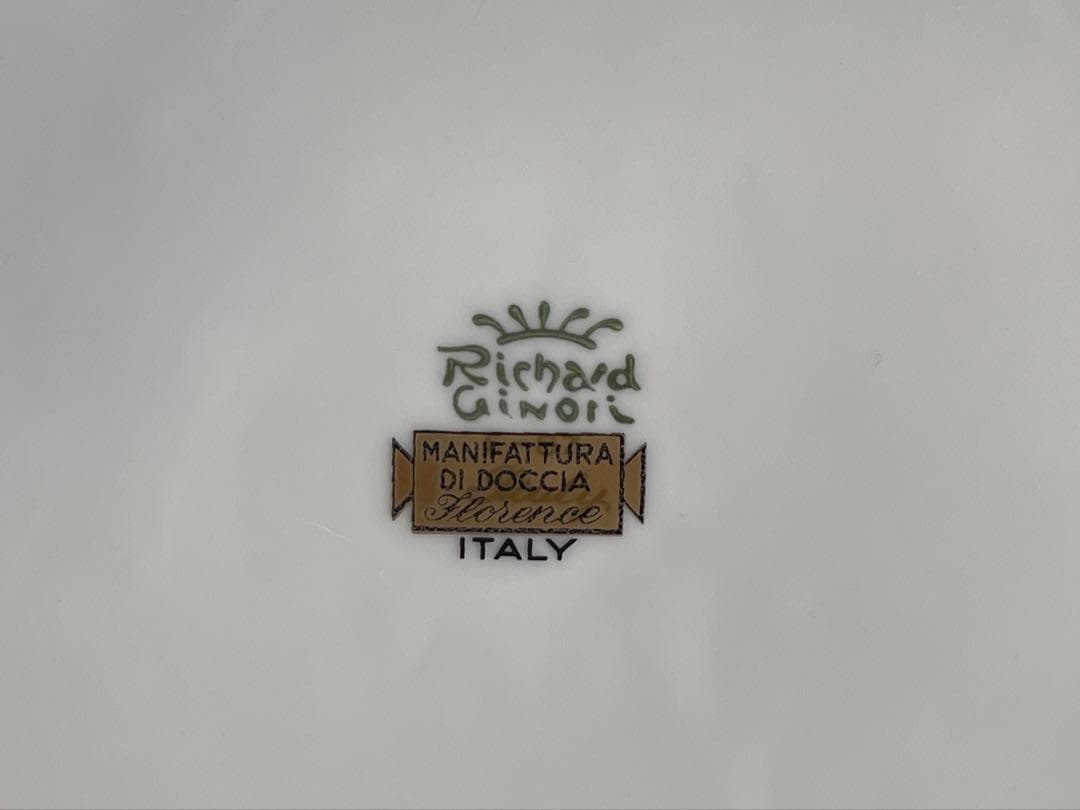 Richard
Ginori
MANIFATTURA
DI DOCCIA
Florence
ITALY